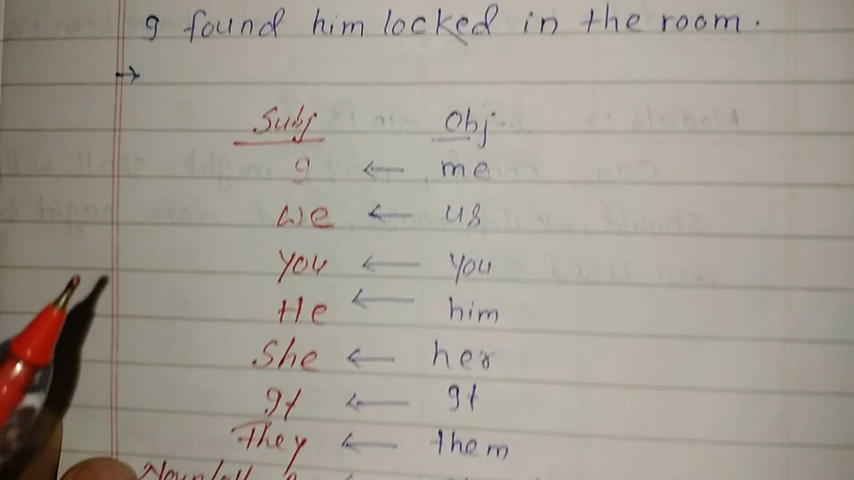 I found him locked in the room.
→
Subj Obj.
I ← me
we ← us
you ← you
He ← him
She ← her
It ← It
They ← them